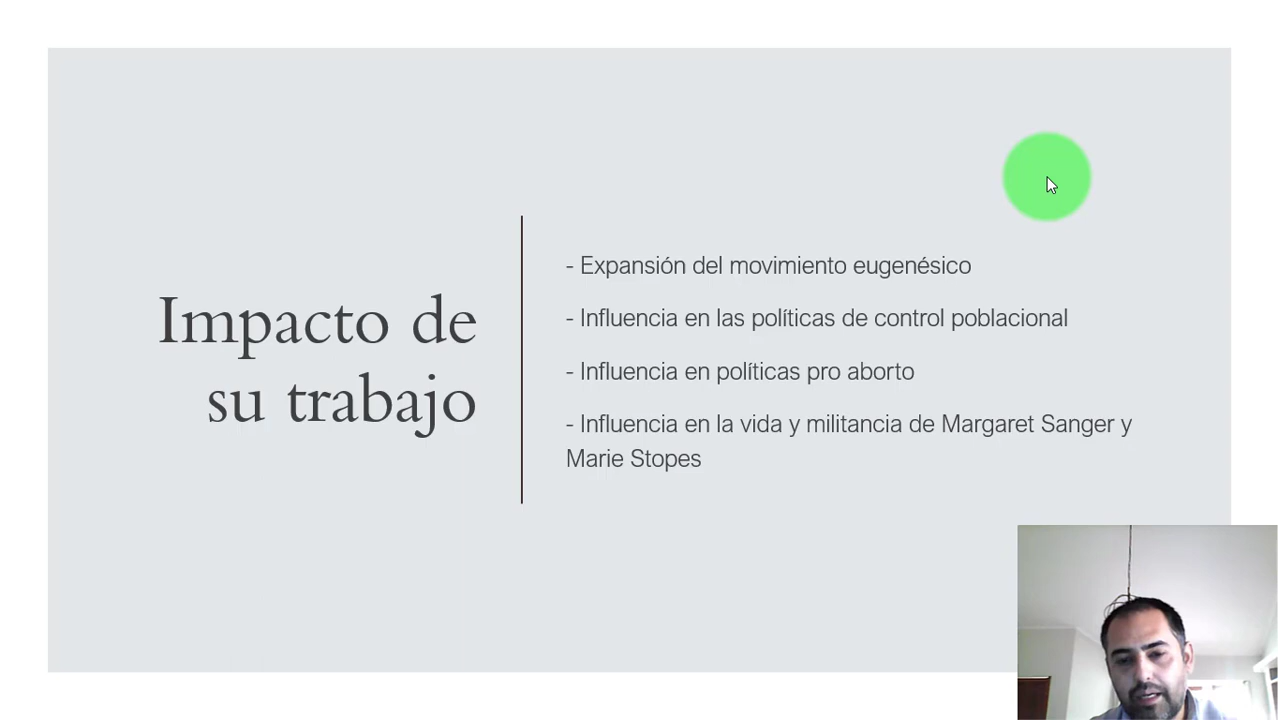 Impacto de
su trabajo
- Expansión del movimiento eugenésico
- Influencia en las políticas de control poblacional
- Influencia en políticas pro aborto
- Influencia en la vida y militancia de Margaret Sanger y
Marie Stopes